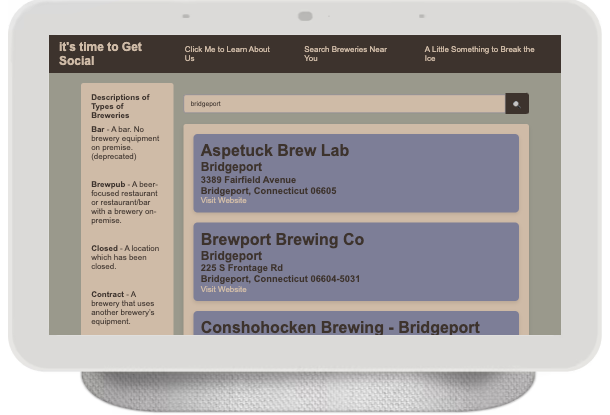 it's time to Get
Social
Click Me to Learn About
Us
Search Breweries Near
You
A Little Something to Break the
Ice
Descriptions of
Types of
Breweries
Bar - A bar. No
brewery equipment
on premise.
(deprecated)
Brewpub - A beer-
focused restaurant
or restaurant/bar
with a brewery on-
premise.
Closed - A location
which has been
closed.
Contract - A
brewery that uses
another brewery's
equipment.
bridgeport
Aspetuck Brew Lab
Bridgeport
3389 Fairfield Avenue
Bridgeport, Connecticut 06605
Visit Website
Brewport Brewing Co
Bridgeport
225 S Frontage Rd
Bridgeport, Connecticut 06604-5031
Visit Website
Conshohocken Brewing - Bridgeport